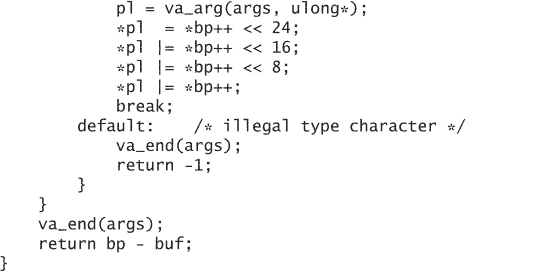 pl = va_arg(args, ulong*);
            *pl  = *bp++ << 24;
            *pl |= *bp++ << 16;
            *pl |= *bp++ << 8;
            *pl |= *bp++;
            break;
        default:    /* illegal type character */
            va_end(args);
            return -1;
        }
    }
    va_end(args);
    return bp - buf;
}